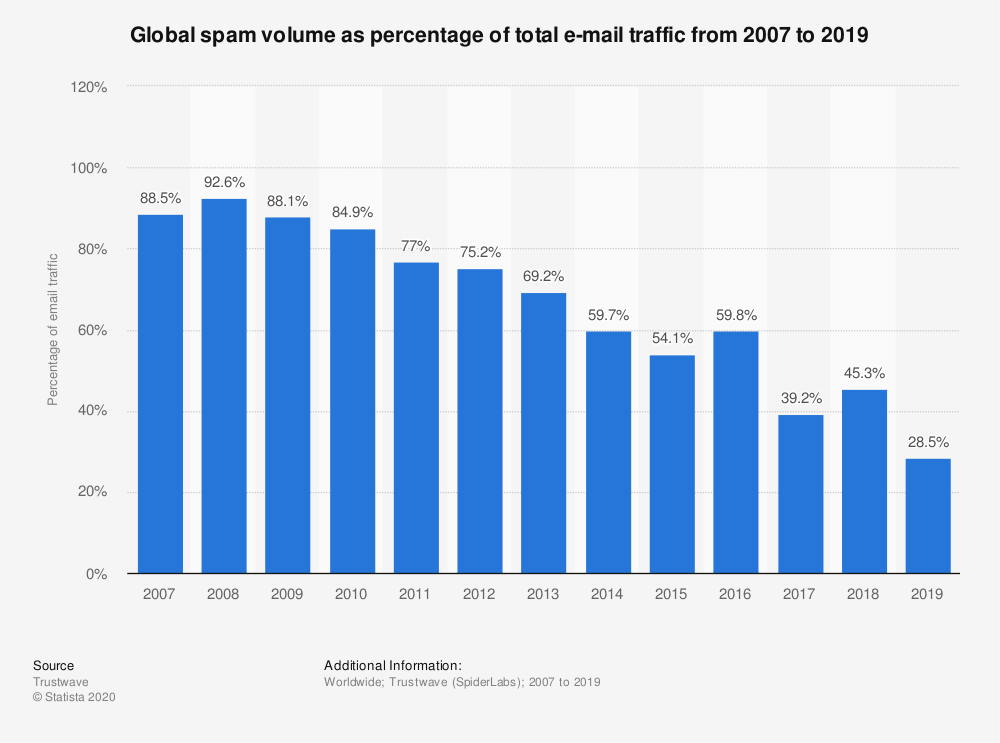 Global spam volume as percentage of total e-mail traffic from 2007 to 2019
Percentage of email traffic
120%
100%
80%
60%
40%
20%
0%
88.5%
92.6%
88.1%
84.9%
77%
75.2%
69.2%
59.7%
54.1%
59.8%
39.2%
45.3%
28.5%
2007 2008 2009 2010 2011 2012 2013 2014 2015 2016 2017 2018 2019
Source
Trustwave
© Statista 2020
Additional Information:
Worldwide; Trustwave (SpiderLabs); 2007 to 2019